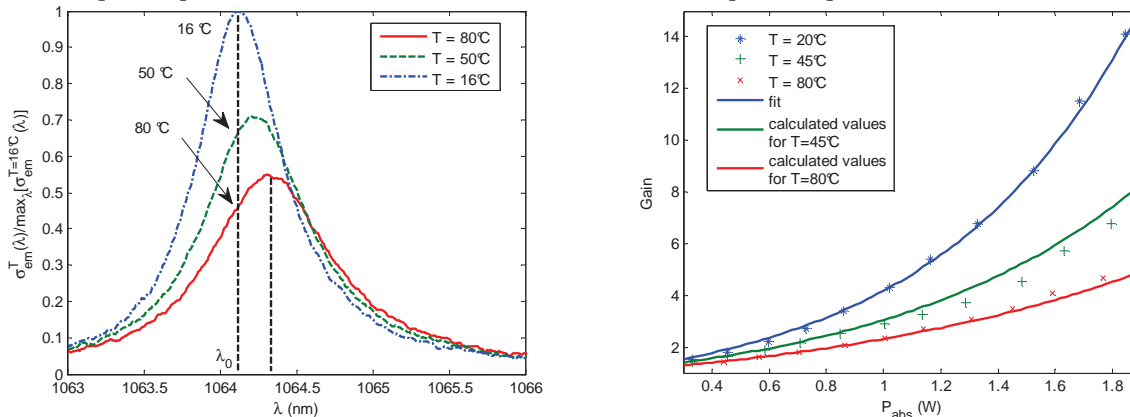 1
0.9
0.8
0.7
0.6
0.5
0.4
0.3
0.2
0.1
0
σ_em^T(λ)/max_λ[σ_em^{T=16°C}(λ)]
16 °C
50 °C
80 °C
T = 80°C
T = 50°C
T = 16°C
λ_0
1063 1063.5 1064 1064.5 1065 1065.5 1066
λ (nm)
14
12
10
8
6
4
2
Gain
T = 20°C
T = 45°C
T = 80°C
fit
calculated values
for T=45°C
calculated values
for T=80°C
0.4 0.6 0.8 1 1.2 1.4 1.6 1.8
P_abs (W)